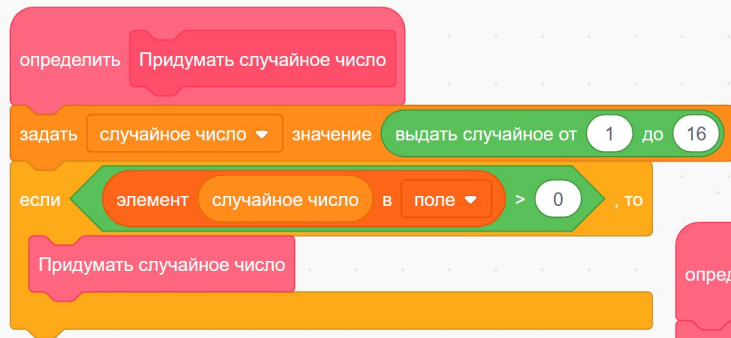 определить Придумать случайное число
задать случайное число значение выдать случайное от 1 до 16
если элемент случайное число в поле > 0 , то
Придумать случайное число
опред